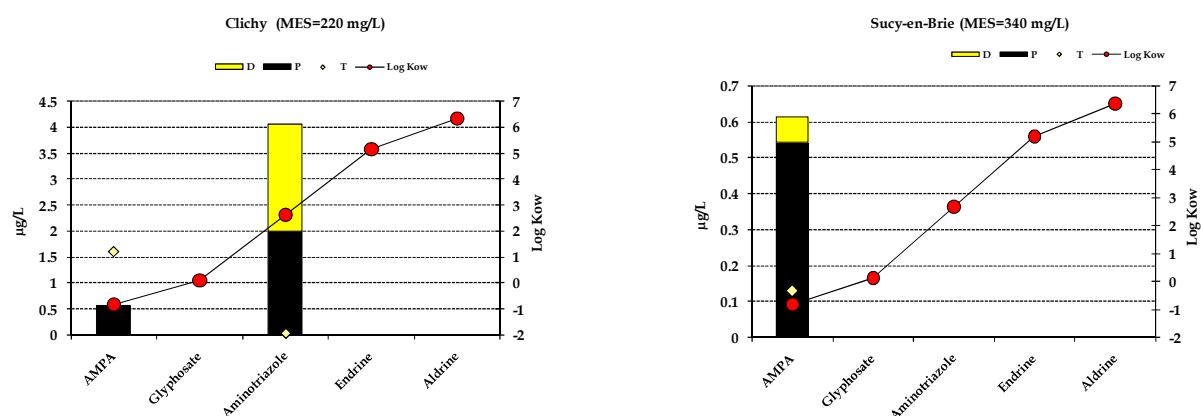 Clichy (MES=220 mg/L)
D P T Log Kow
4.5
4
3.5
3
2.5
2
1.5
1
0.5
0
µg/L
7
6
5
4
3
2
1
0
-1
-2
Log Kow
AMPA
Glyphosate
Aminotriazole
Endrine
Aldrine
Sucy-en-Brie (MES=340 mg/L)
D P T Log Kow
0.7
0.6
0.5
0.4
0.3
0.2
0.1
0
µg/L
7
6
5
4
3
2
1
0
-1
-2
Log Kow
AMPA
Glyphosate
Aminotriazole
Endrine
Aldrine